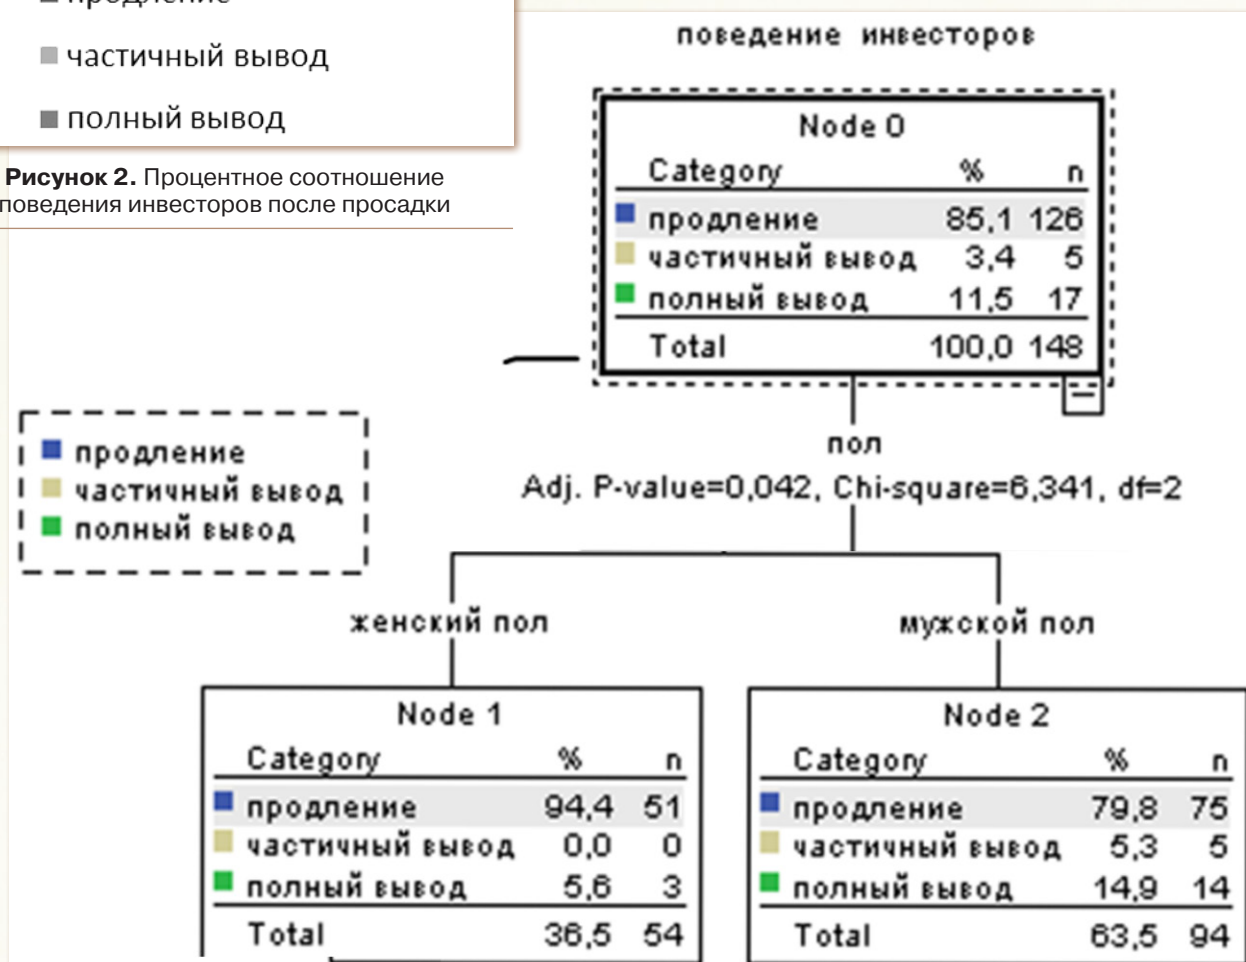 частичный вывод
полный вывод
Рисунок 2. Процентное соотношение
поведения инвесторов после просадки
поведение инвесторов
Node 0
Category % n
продление 85,1 126
частичный вывод 3,4 5
полный вывод 11,5 17
Total 100,0 148
продление
частичный вывод
полный вывод
пол
Adj. P-value=0,042, Chi-square=6,341, df=2
женский пол
мужской пол
Node 1
Category % n
продление 94,4 51
частичный вывод 0,0 0
полный вывод 5,6 3
Total 36,5 54
Node 2
Category % n
продление 79,8 75
частичный вывод 5,3 5
полный вывод 14,9 14
Total 63,5 94